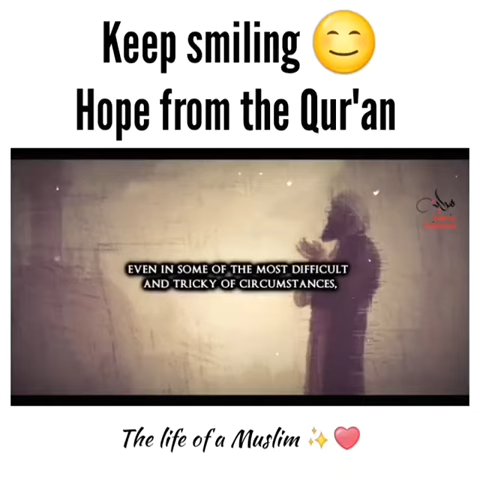 Keep smiling 😊
Hope from the Qur'an
EVEN IN SOME OF THE MOST DIFFICULT
AND TRICKY OF CIRCUMSTANCES,
The life of a Muslim ✨❤️